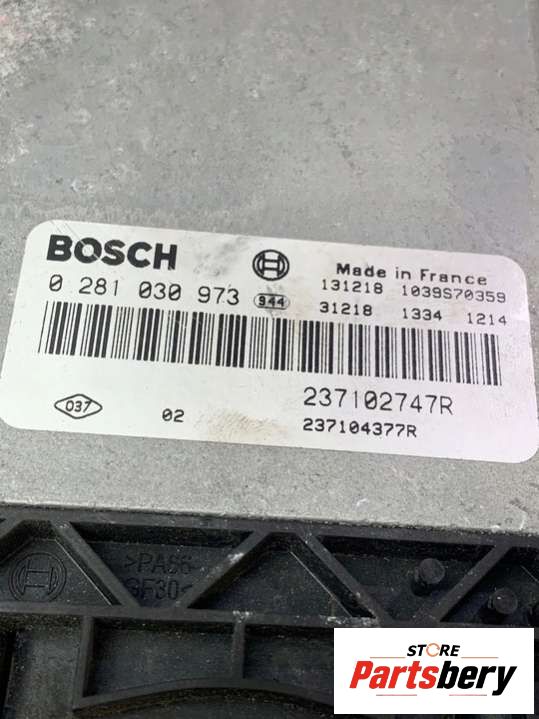 BOSCH
Made in France
0 281 030 973 944 131218 1039S70359
31218 1334 1214
237102747R
037 02 237104377R
>PA66
GF30<
STORE
Partsbery